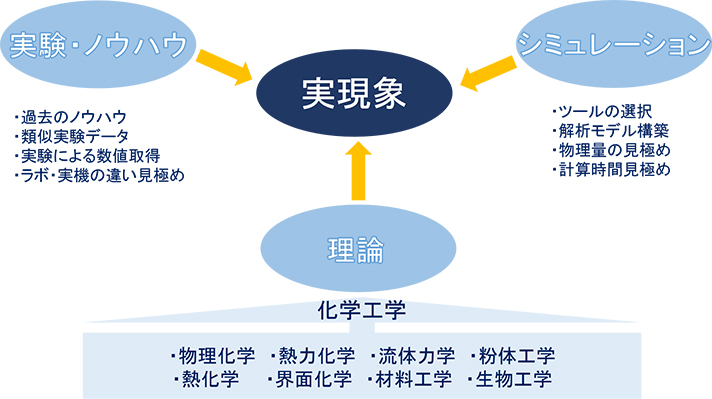 実験・ノウハウ
シミュレーション
実現象
・過去のノウハウ
・類似実験データ
・実験による数値取得
・ラボ・実機の違い見極め
・ツールの選択
・解析モデル構築
・物理量の見極め
・計算時間見極め
理論
化学工学
・物理化学 ・熱力化学 ・流体力学 ・粉体工学
・熱化学 ・界面化学 ・材料工学 ・生物工学